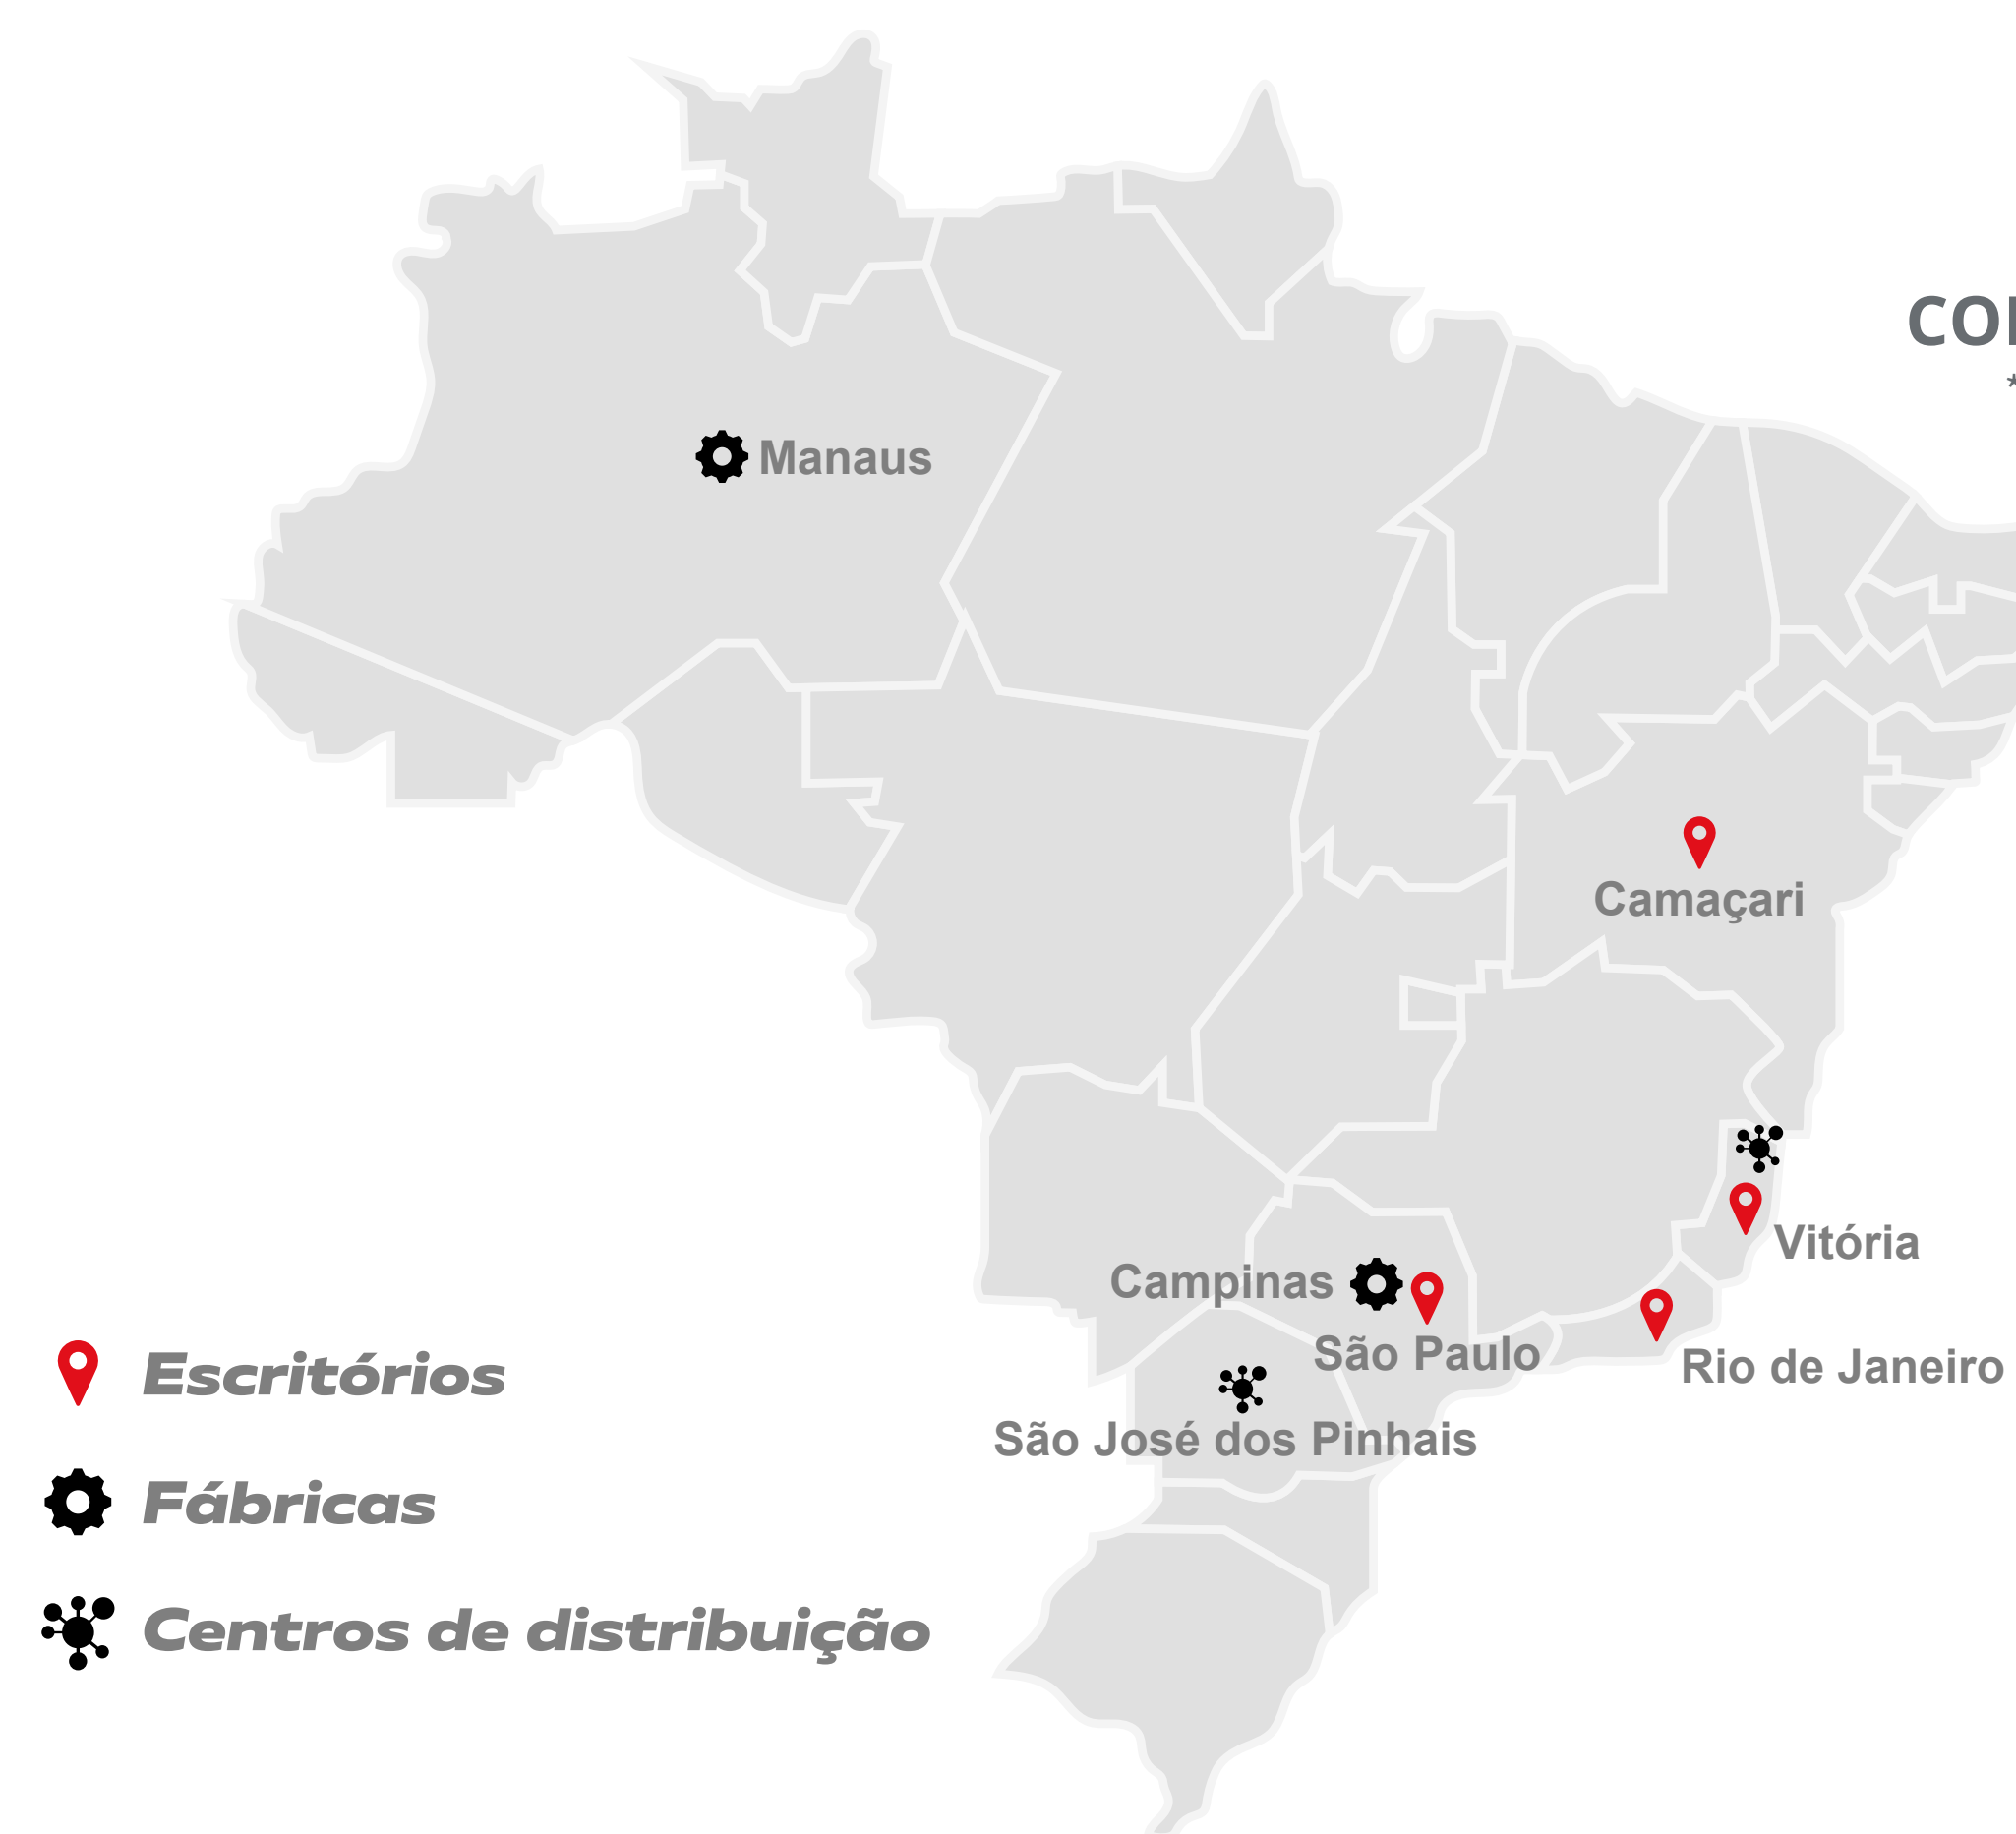 Manaus
Camaçari
Vitória
Campinas
São Paulo
Rio de Janeiro
São José dos Pinhais
Escritórios
Fábricas
Centros de distribuição